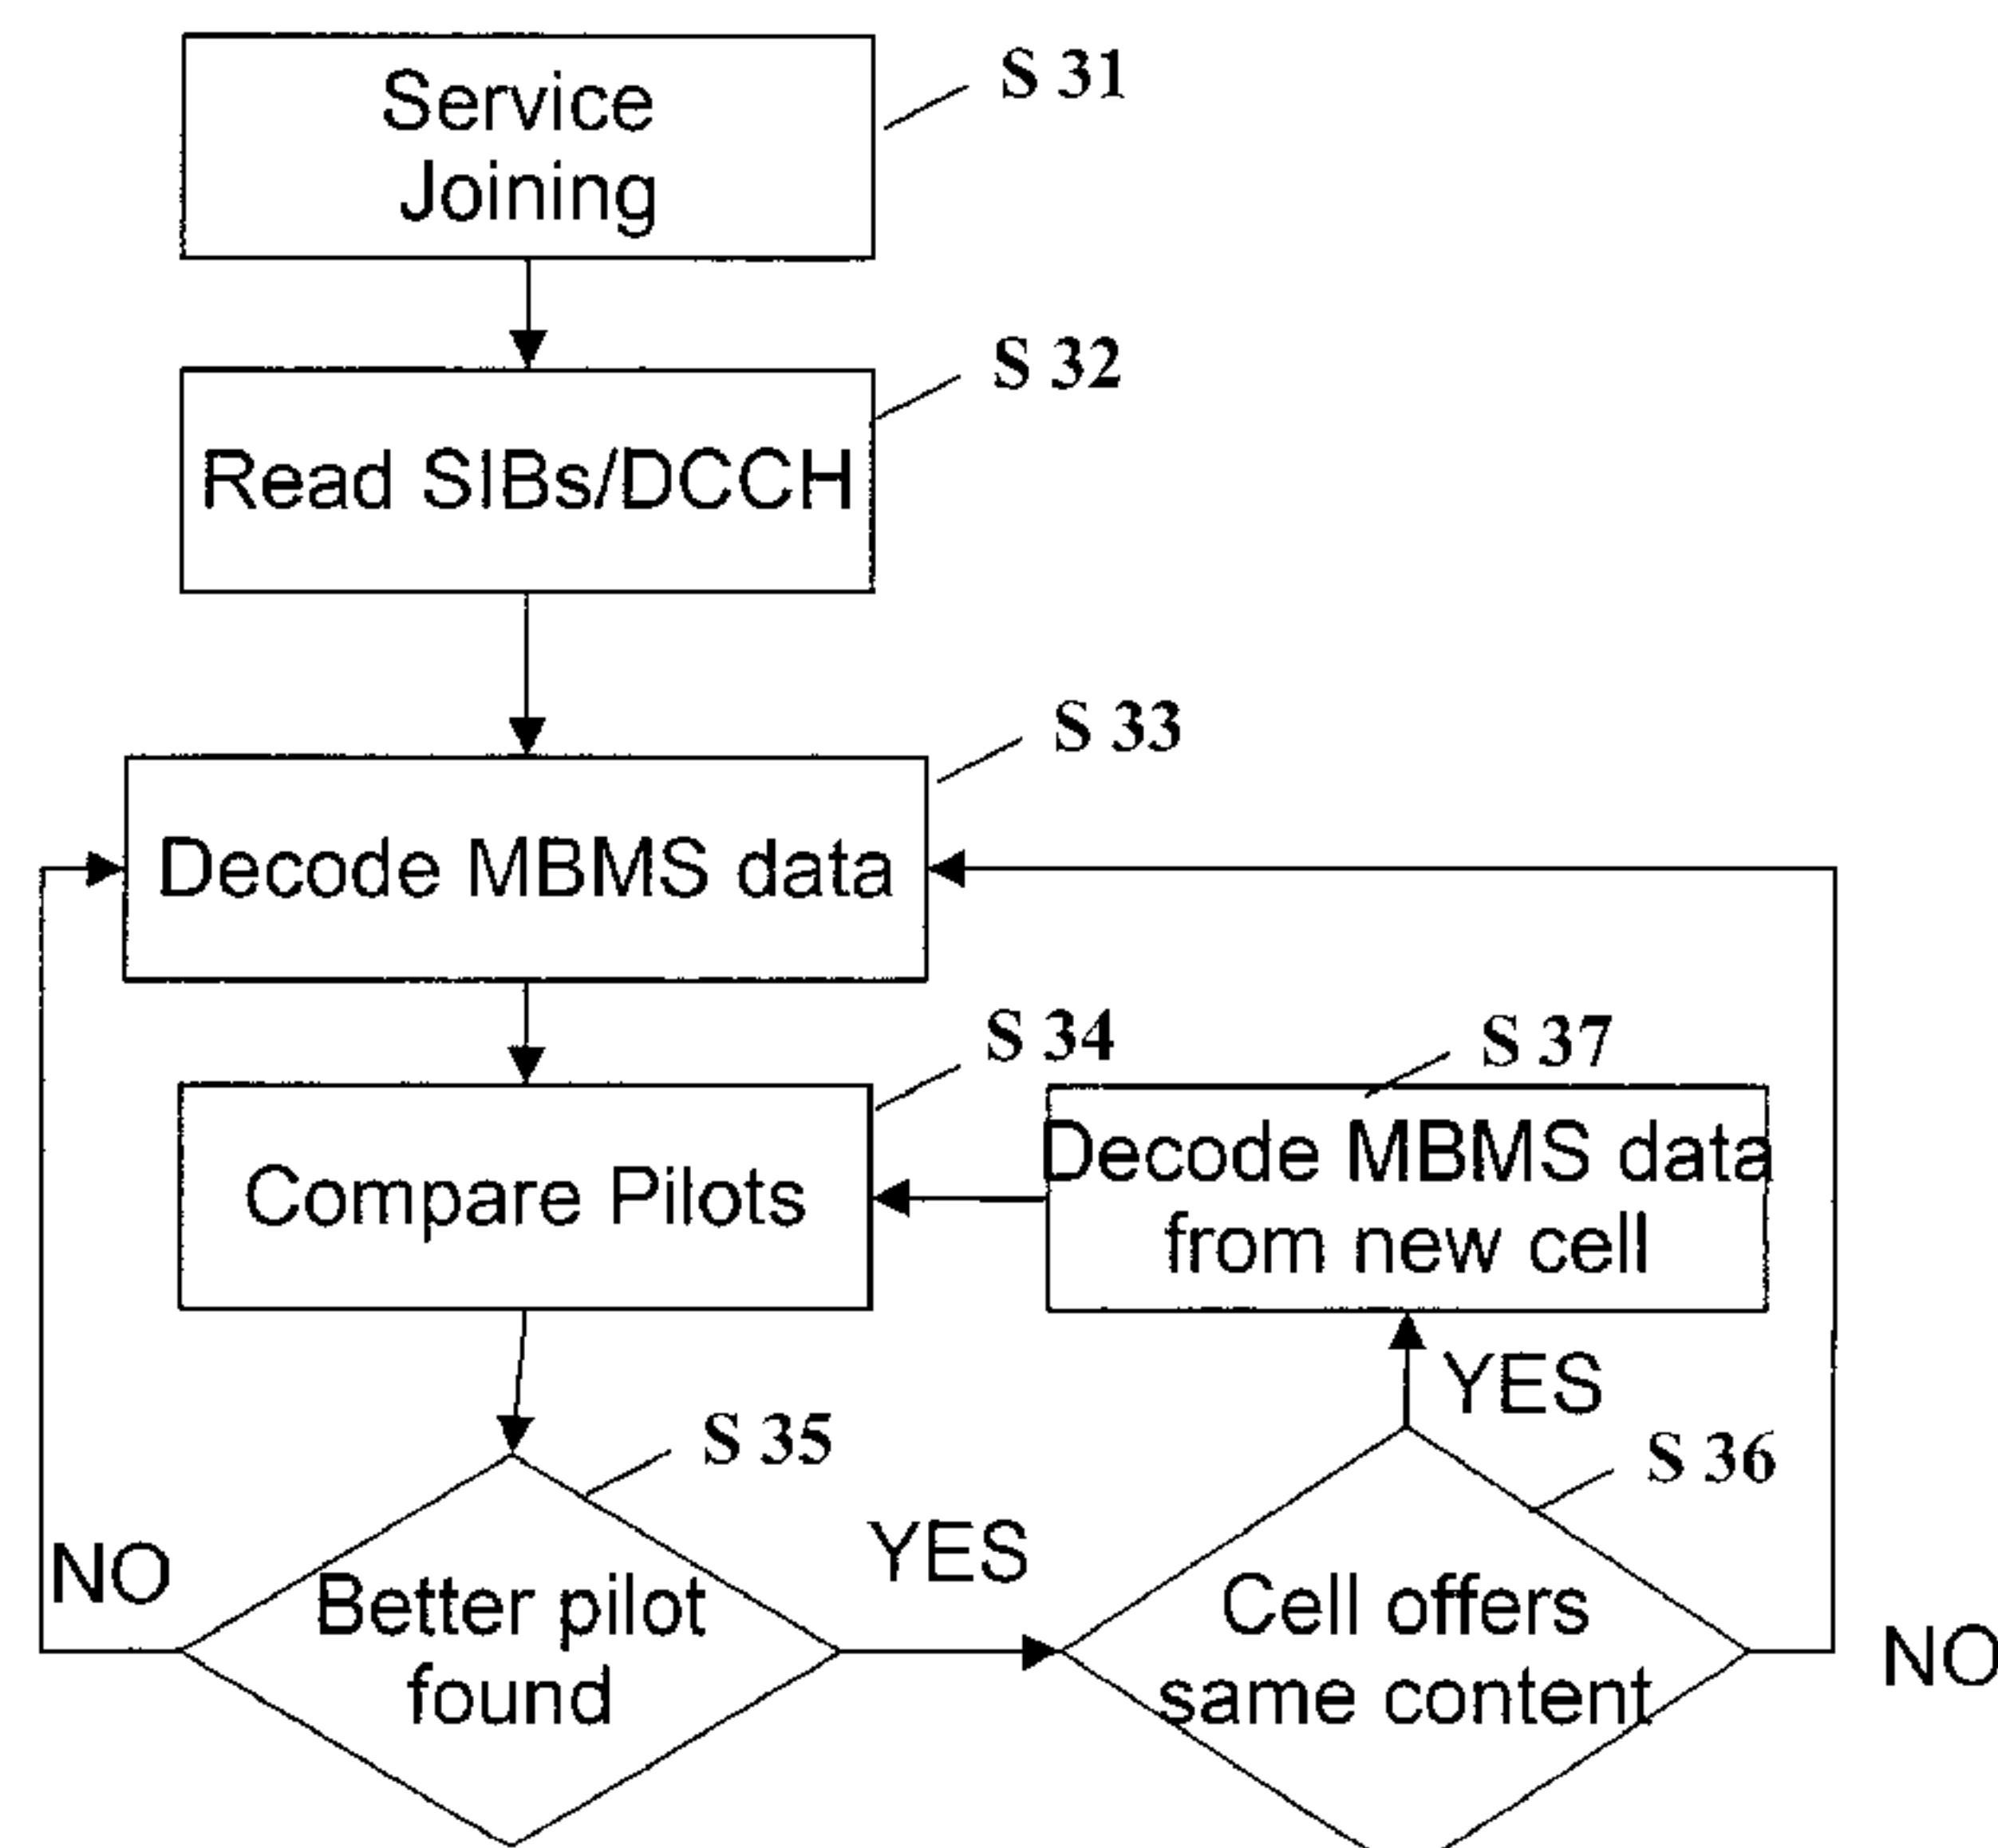 Service
Joining
S 31
Read SIBs/DCCH
S 32
Decode MBMS data
S 33
Compare Pilots
S 34
Decode MBMS data
from new cell
S 37
Better pilot
found
S 35
NO
YES
Cell offers
same content
S 36
YES
NO